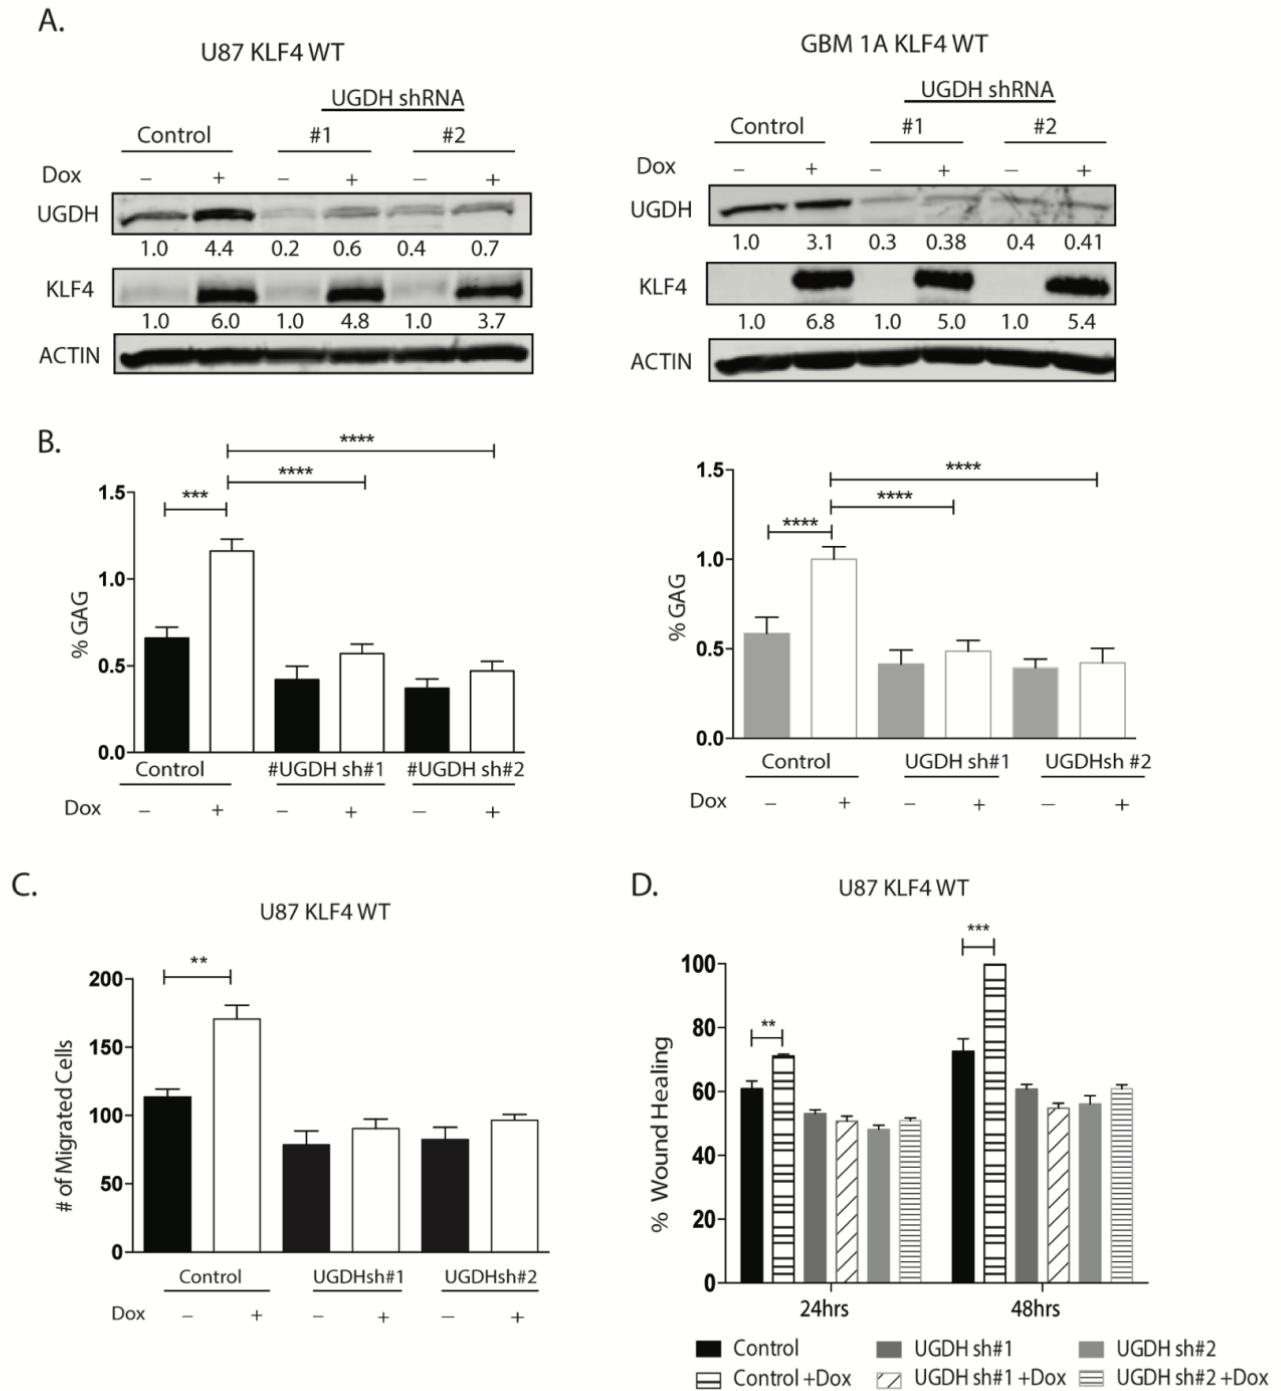 A.
U87 KLF4 WT
UGDH shRNA
Control #1 #2
Dox – + – + – +
UGDH
1.0 4.4 0.2 0.6 0.4 0.7
KLF4
1.0 6.0 1.0 4.8 1.0 3.7
ACTIN
GBM 1A KLF4 WT
UGDH shRNA
Control #1 #2
Dox – + – + – +
UGDH
1.0 3.1 0.3 0.38 0.4 0.41
KLF4
1.0 6.8 1.0 5.0 1.0 5.4
ACTIN
B.
****
****
***
1.5
1.0
0.5
0.0
% GAG
Control #UGDH sh#1 #UGDH sh#2
Dox – + – + – +
****
****
****
1.5
1.0
0.5
0.0
% GAG
Control UGDH sh#1 UGDHsh #2
Dox – + – + – +
C.
U87 KLF4 WT
**
200
150
100
50
0
# of Migrated Cells
Control UGDHsh#1 UGDHsh#2
Dox – + – + – +
D.
U87 KLF4 WT
***
**
100
80
60
40
20
0
% Wound Healing
24hrs 48hrs
Control UGDH sh#1 UGDH sh#2
Control +Dox UGDH sh#1 +Dox UGDH sh#2 +Dox